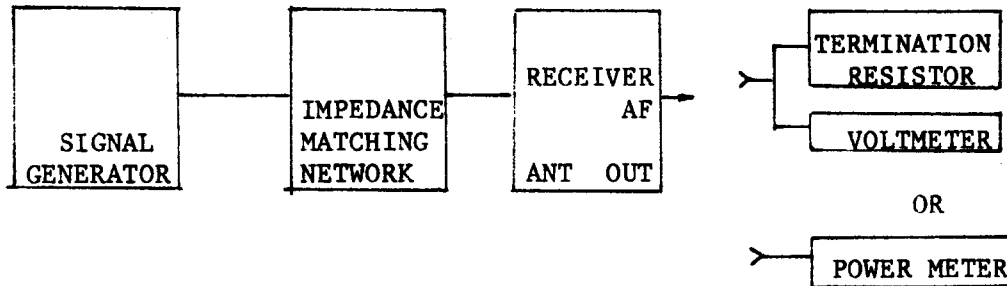 SIGNAL
GENERATOR
IMPEDANCE
MATCHING
NETWORK
RECEIVER
AF
ANT OUT
TERMINATION
RESISTOR
VOLTMETER
OR
POWER METER